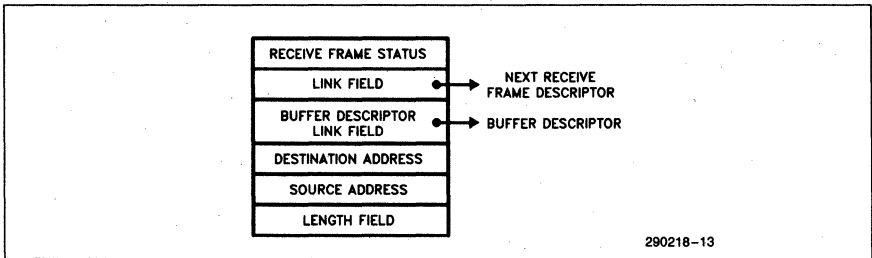 RECEIVE FRAME STATUS
LINK FIELD
NEXT RECEIVE
FRAME DESCRIPTOR
BUFFER DESCRIPTOR
LINK FIELD
BUFFER DESCRIPTOR
DESTINATION ADDRESS
SOURCE ADDRESS
LENGTH FIELD
290218-13